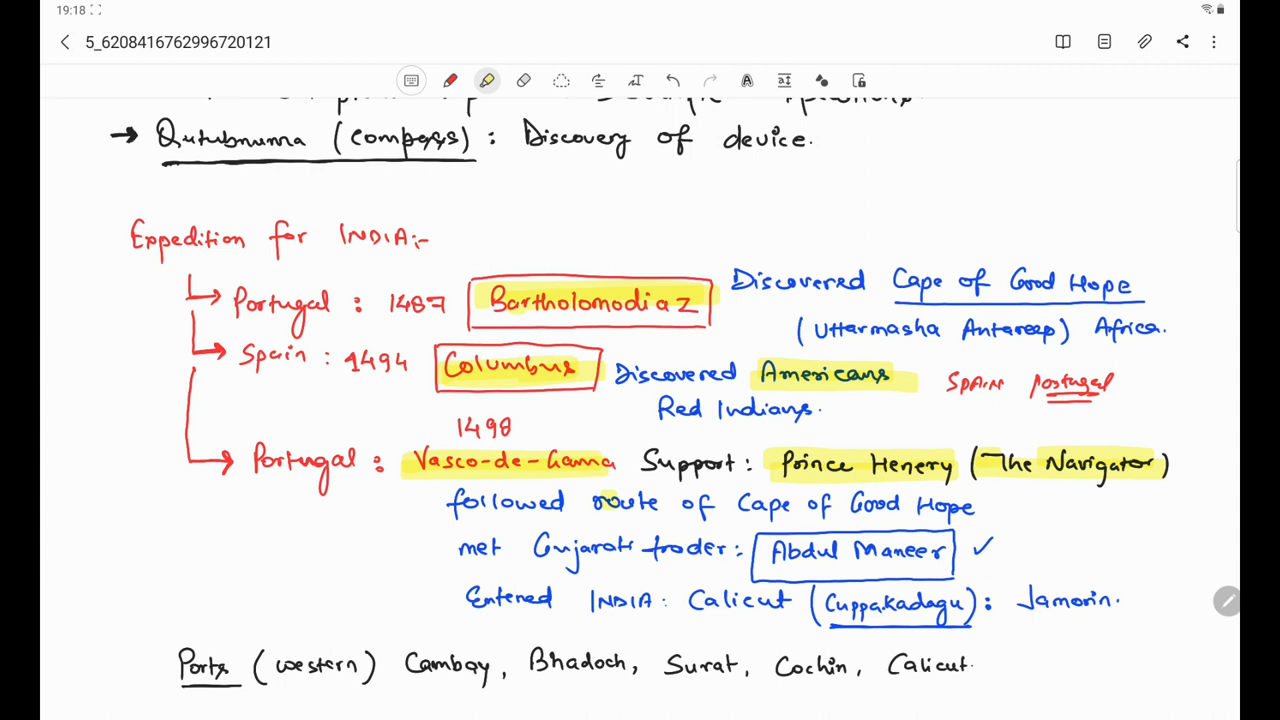 19:18
5_6208416762996720121
→ Qutubnuma (compass) : Discovery of device.
Expedition for INDIA:-
Portugal : 1487 Bartholomodiaz Discovered Cape of Good Hope
(Uttarmasha Antareep) Africa.
Spain : 1494 Columbus Discovered Americans SPAIN Portugal
Red Indians.
1498
Portugal : Vasco-de-Gama Support : Prince Henery (The Navigator)
followed route of Cape of Good Hope
met Gujarati trader : Abdul Maneer ✓
Entered INDIA : Calicut (Cuppakadagu) : Jamorin.
Ports (western) Cambay, Bhadoch, Surat, Cochin, Calicut.